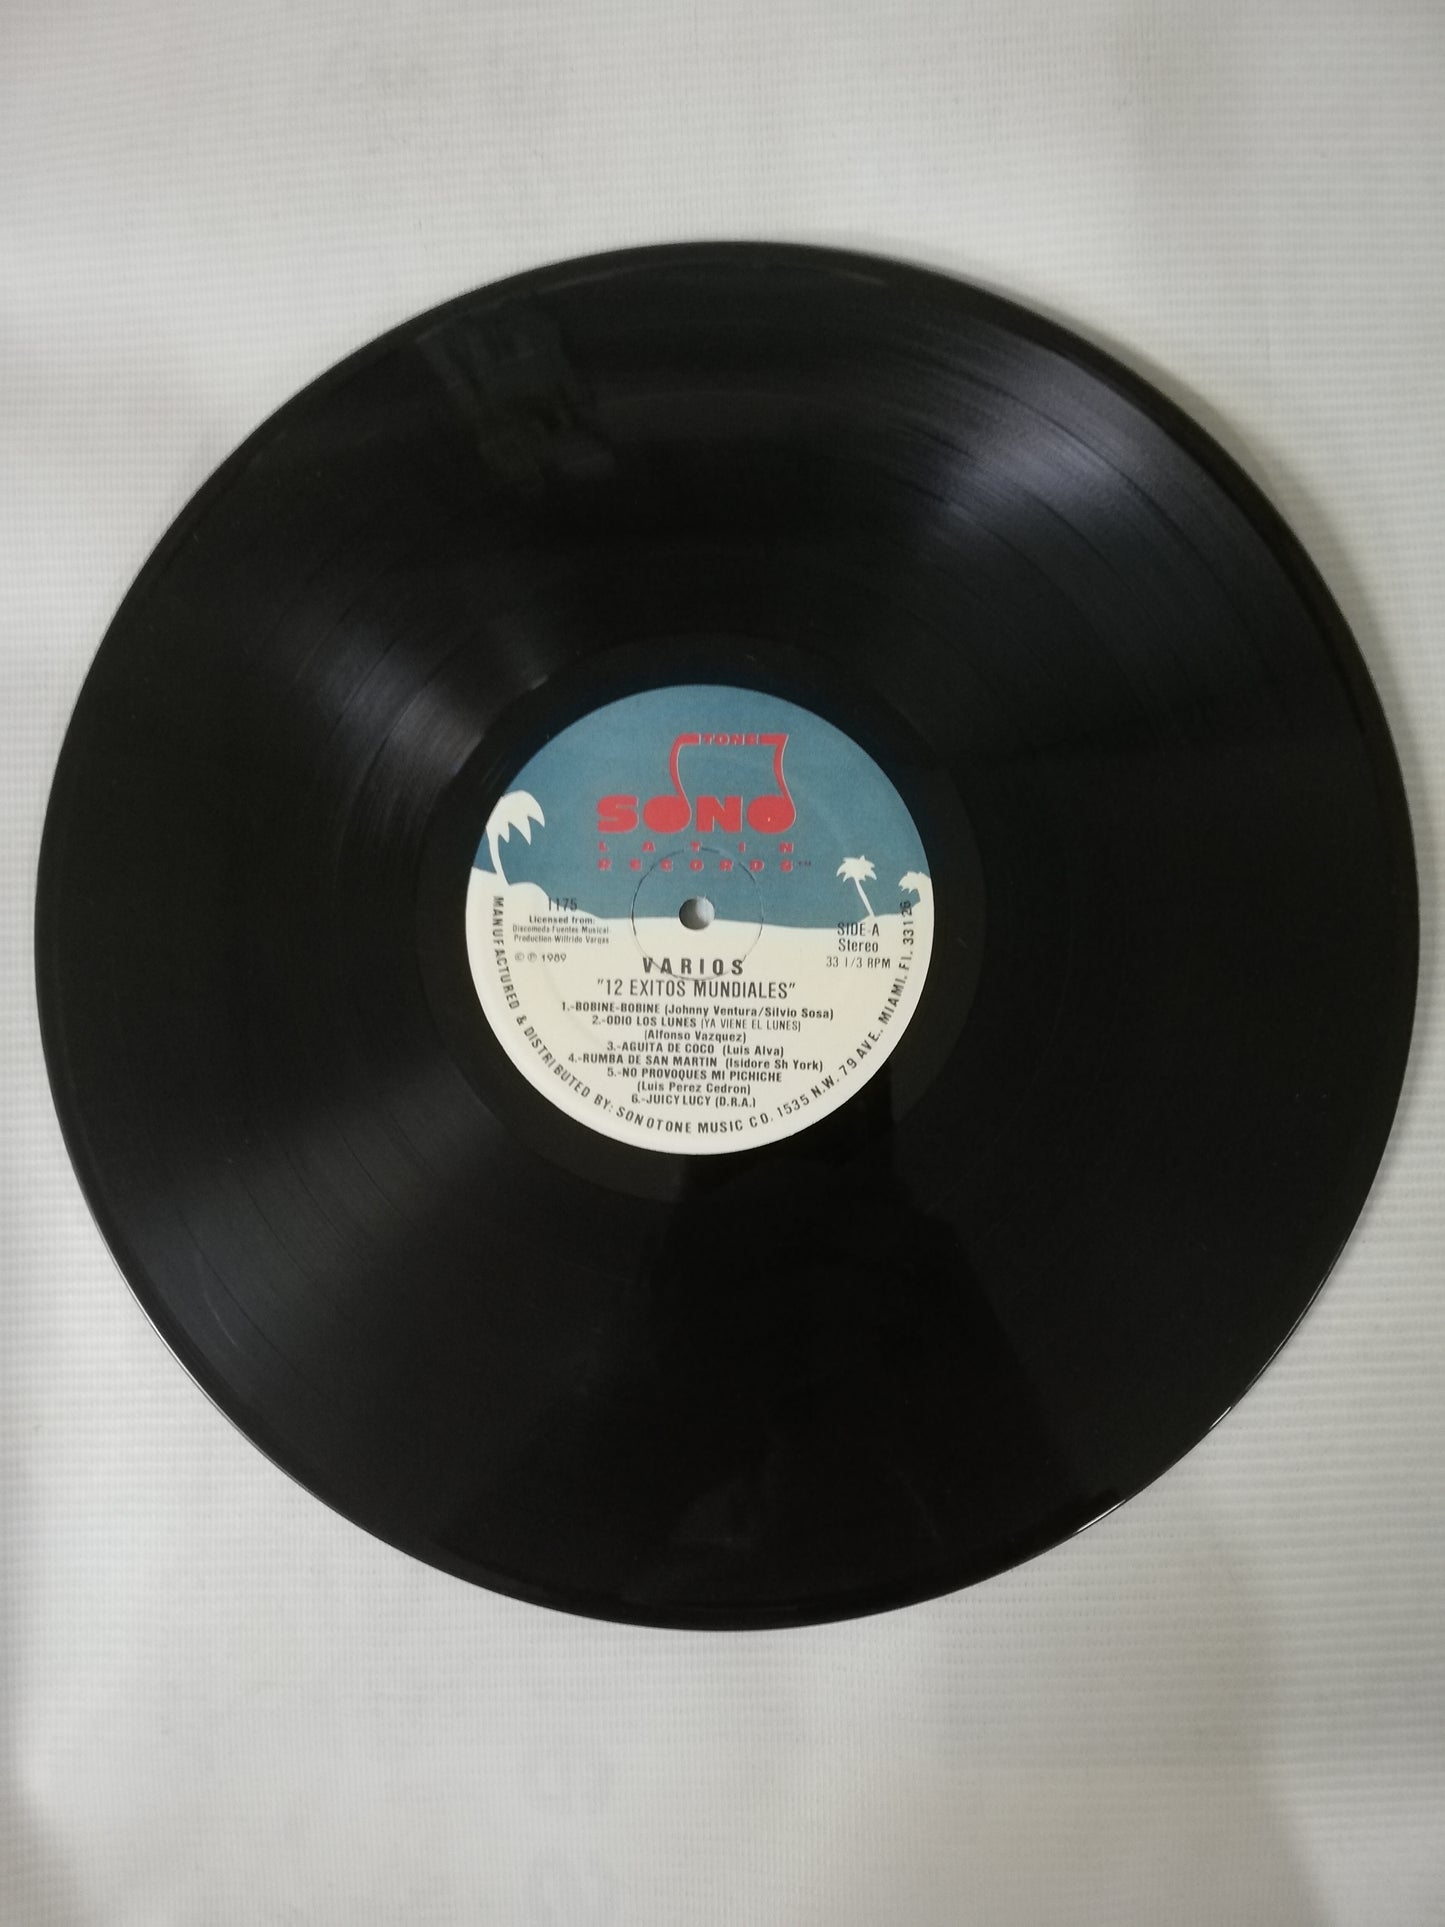 TONE
SONO
LATIN
RECORDS™
1175
Licensed from:
Discomoda-Fuentes-Musical-
Production-Wilfrido Vargas
© ℗ 1989
SIDE-A
Stereo
33 1/3 RPM
VARIOS
"12 EXITOS MUNDIALES"
1.-BOBINE-BOBINE (Johnny Ventura/Silvio Sosa)
2.-ODIO LOS LUNES (YA VIENE EL LUNES)
(Alfonso Vazquez)
3.-AGUITA DE COCO (Luis Alva)
4.-RUMBA DE SAN MARTIN (Isidore Sh York)
5.-NO PROVOQUES MI PICHICHE
(Luis Perez Cedron)
6.-JUICY LUCY (D.R.A.)
MANUFACTURED & DISTRIBUTED BY: SONOTONE MUSIC CO. 1535 N.W. 79 AVE., MIAMI, Fl. 33126